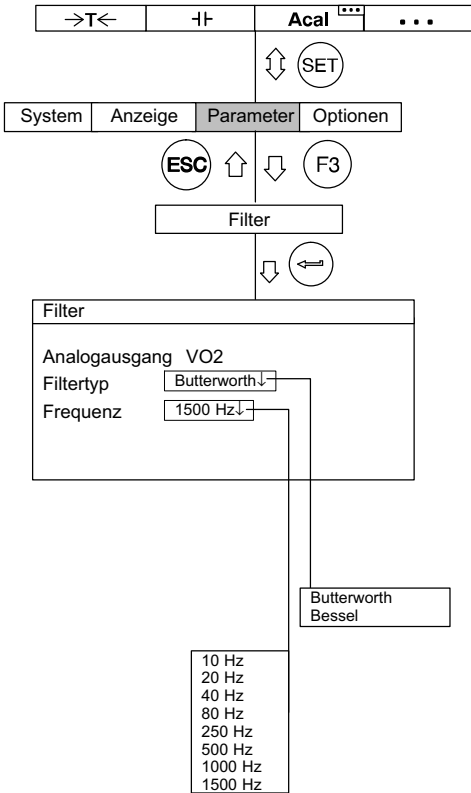 →T← ⊣⊢ Acal ...
SET
System Anzeige Parameter Optionen
ESC F3
Filter
Filter
Analogausgang VO2
Filtertyp Butterworth↓
Frequenz 1500 Hz↓
Butterworth
Bessel
10 Hz
20 Hz
40 Hz
80 Hz
250 Hz
500 Hz
1000 Hz
1500 Hz